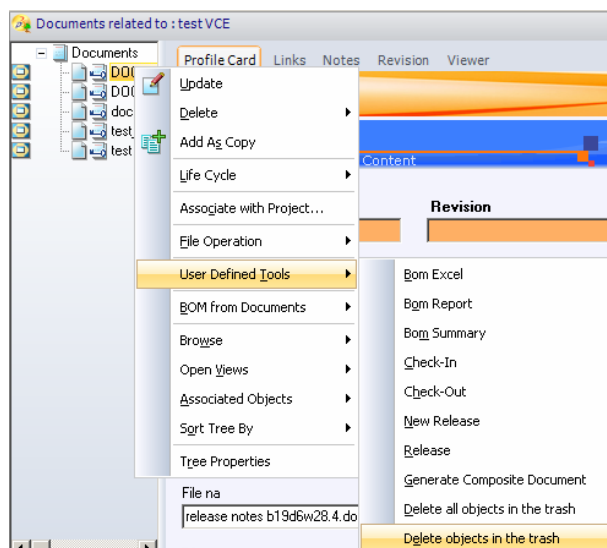 Documents related to : test VCE
Documents
DO
DO
doc
test_
test
Profile Card Links Notes Revision Viewer
Content
Revision
Update
Delete
Add As Copy
Life Cycle
Associate with Project...
File Operation
User Defined Tools
BOM from Documents
Browse
Open Views
Associated Objects
Sort Tree By
Tree Properties
Bom Excel
Bom Report
Bom Summary
Check-In
Check-Out
New Release
Release
Generate Composite Document
Delete all objects in the trash
Delete objects in the trash
File na
release notes b19d6w28.4.do